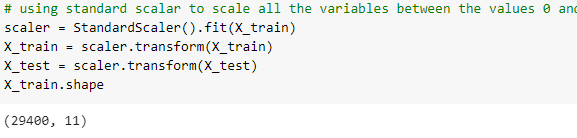 # using standard scalar to scale all the variables between the values 0 and
scaler = StandardScaler().fit(X_train)
X_train = scaler.transform(X_train)
X_test = scaler.transform(X_test)
X_train.shape
(29400, 11)